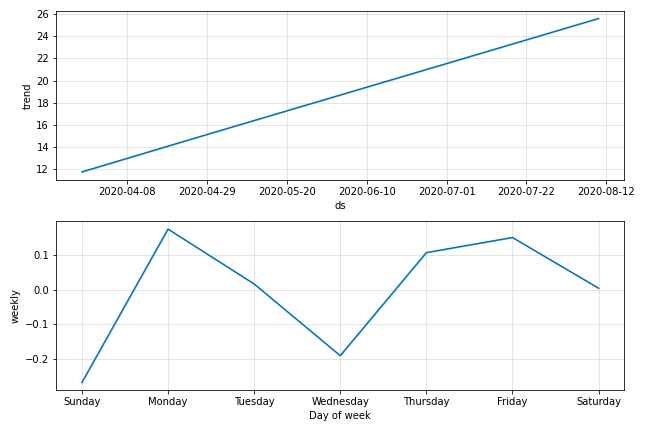 26
24
22
20
18
16
14
12
trend
2020-04-08 2020-04-29 2020-05-20 2020-06-10 2020-07-01 2020-07-22 2020-08-12
ds
0.1
0.0
−0.1
−0.2
weekly
Sunday Monday Tuesday Wednesday Thursday Friday Saturday
Day of week